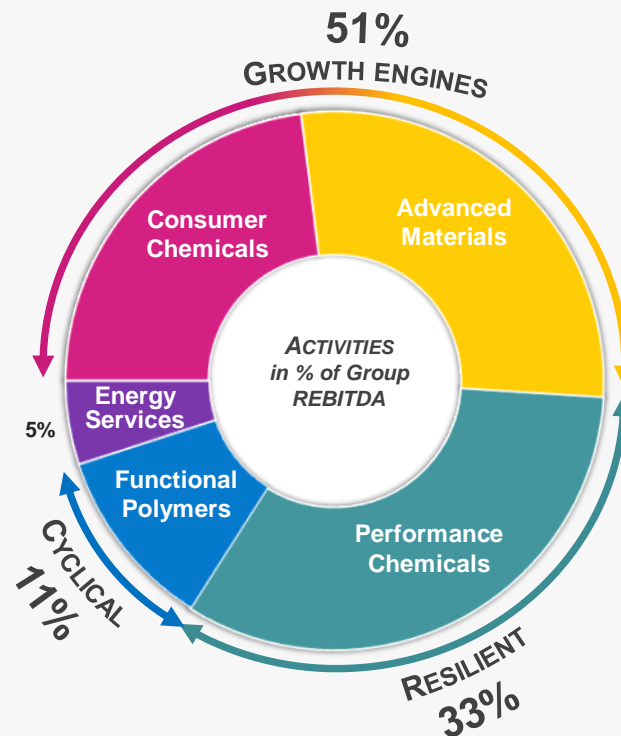 51%
GROWTH ENGINES
Consumer
Chemicals
Advanced
Materials
ACTIVITIES
in % of Group
REBITDA
Energy
Services
5%
Functional
Polymers
Performance
Chemicals
CYCLICAL
11%
RESILIENT
33%